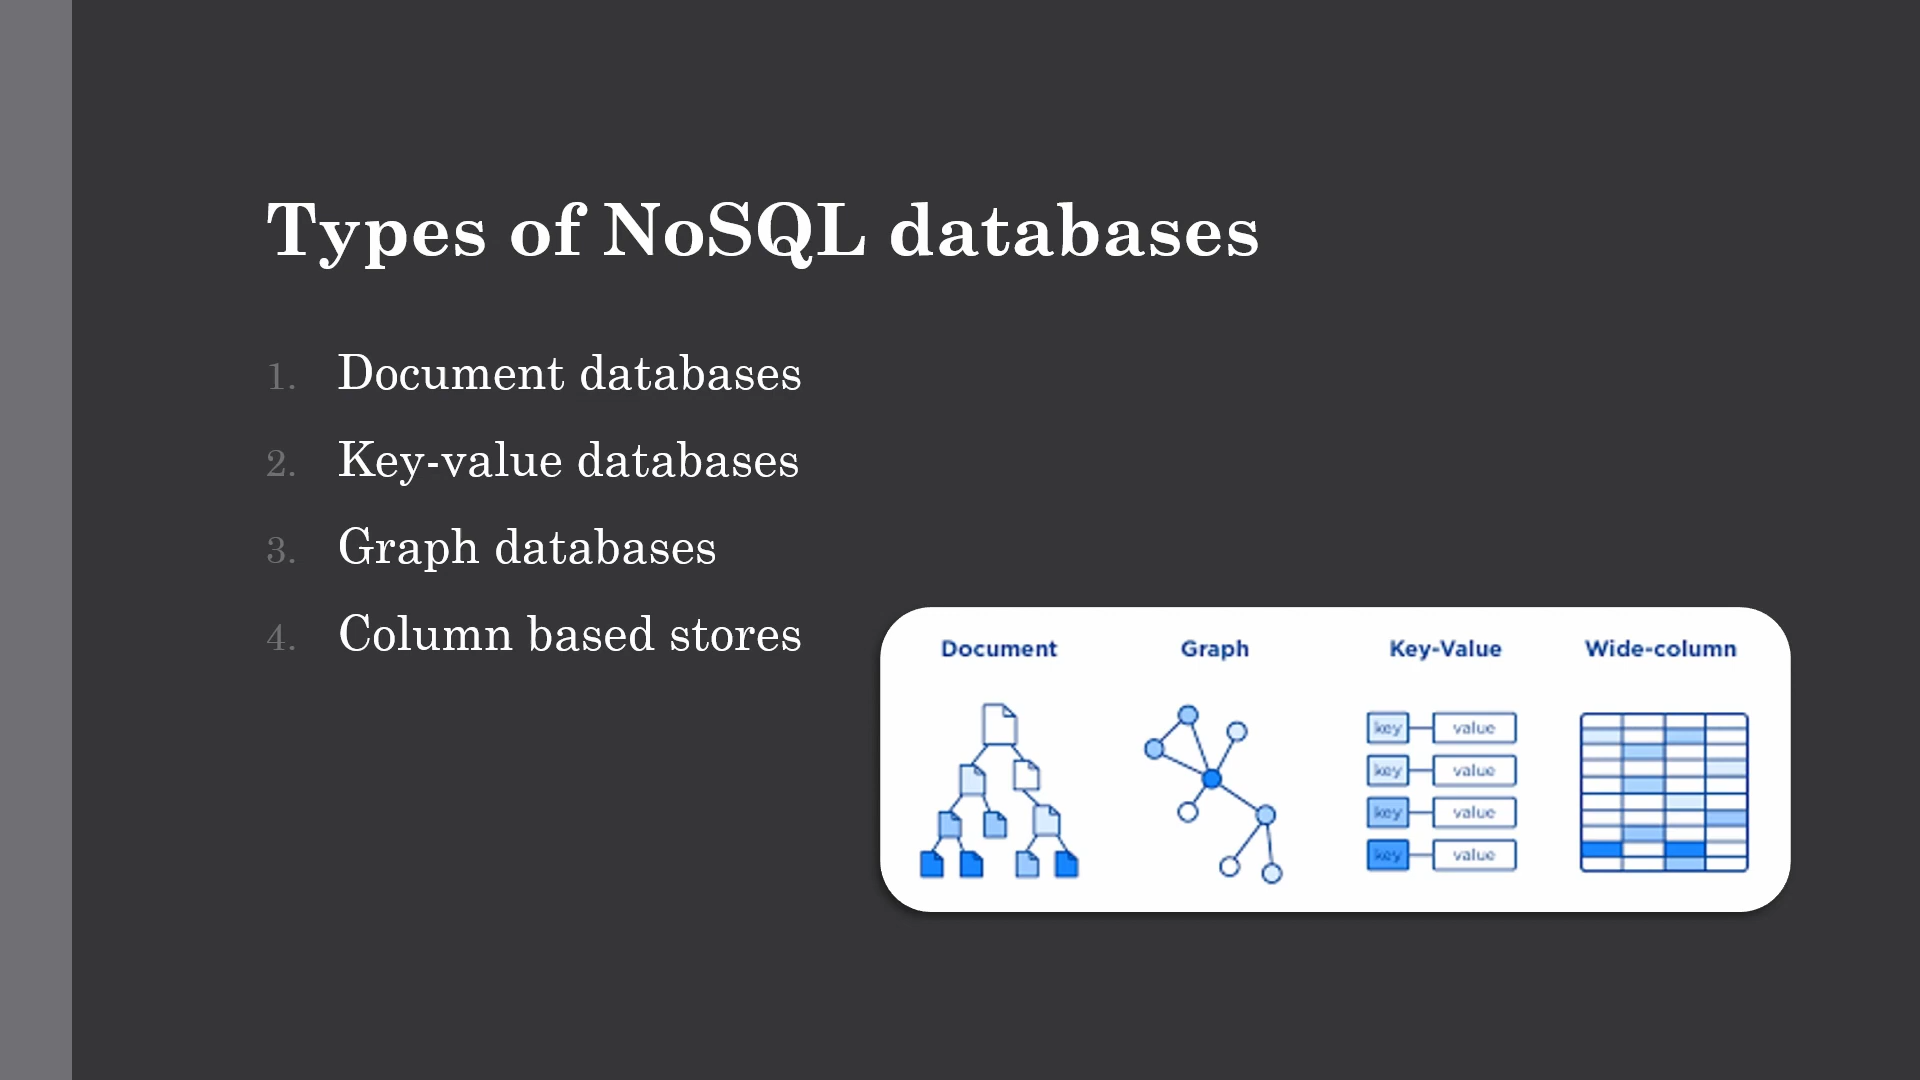 Types of NoSQL databases
1. Document databases
2. Key-value databases
3. Graph databases
4. Column based stores
Document Graph Key-Value Wide-column
key value
key value
key value
key value